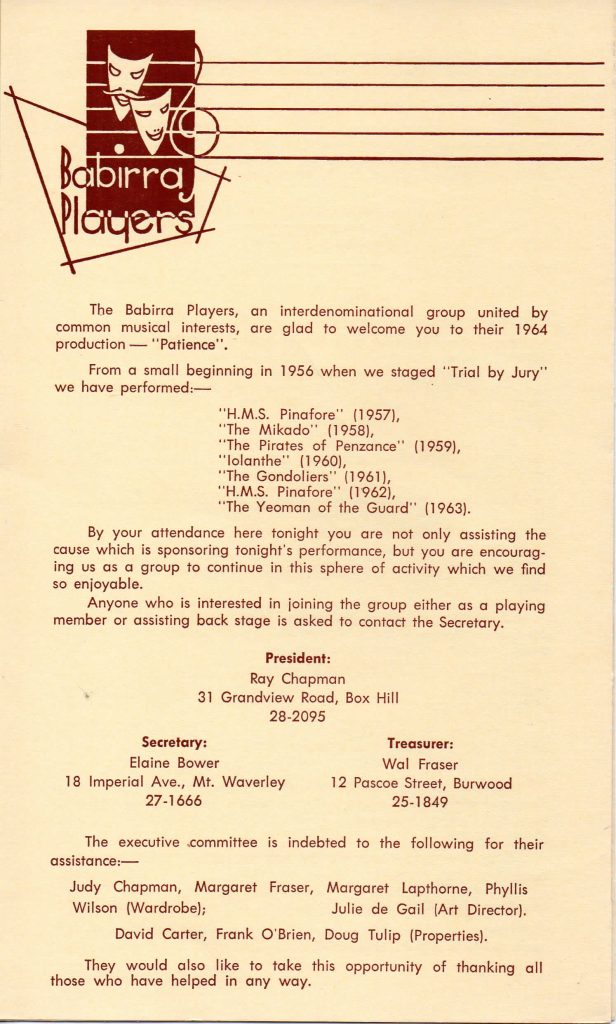 Babirra
Players
The Babirra Players, an interdenominational group united by
common musical interests, are glad to welcome you to their 1964
production — "Patience".
From a small beginning in 1956 when we staged "Trial by Jury"
we have performed:—
"H.M.S. Pinafore" (1957),
"The Mikado" (1958),
"The Pirates of Penzance" (1959),
"Iolanthe" (1960),
"The Gondoliers" (1961),
"H.M.S. Pinafore" (1962),
"The Yeoman of the Guard" (1963).
By your attendance here tonight you are not only assisting the
cause which is sponsoring tonight's performance, but you are encourag-
ing us as a group to continue in this sphere of activity which we find
so enjoyable.
Anyone who is interested in joining the group either as a playing
member or assisting back stage is asked to contact the Secretary.
President:
Ray Chapman
31 Grandview Road, Box Hill
28-2095
Secretary:
Elaine Bower
18 Imperial Ave., Mt. Waverley
27-1666
Treasurer:
Wal Fraser
12 Pascoe Street, Burwood
25-1849
The executive committee is indebted to the following for their
assistance:—
Judy Chapman, Margaret Fraser, Margaret Lapthorne, Phyllis
Wilson (Wardrobe); Julie de Gail (Art Director).
David Carter, Frank O'Brien, Doug Tulip (Properties).
They would also like to take this opportunity of thanking all
those who have helped in any way.